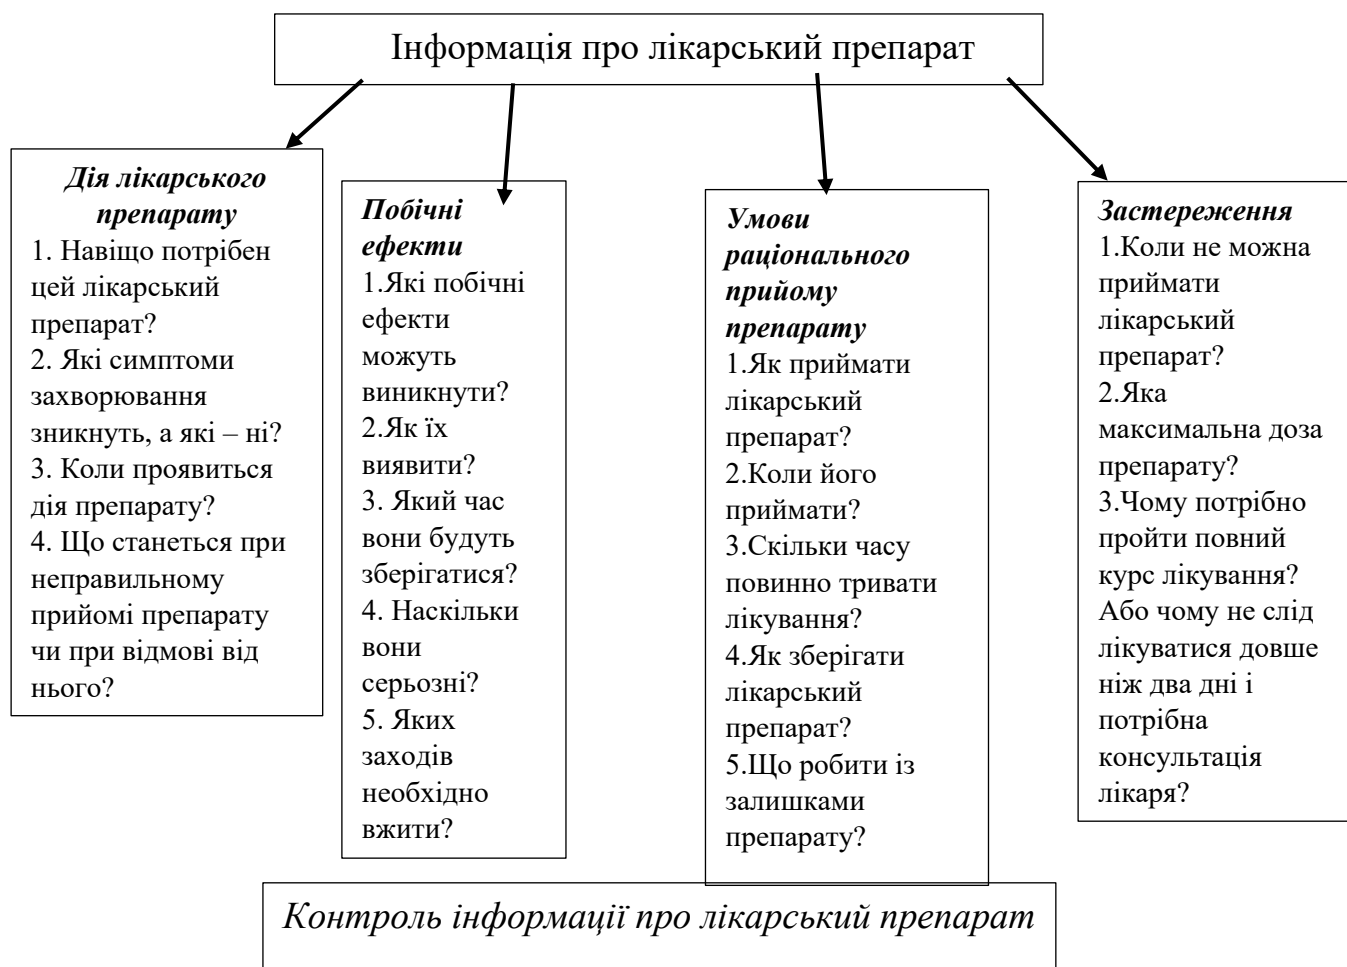 Інформація про лікарський препарат
Дія лікарського
препарату
1. Навіщо потрібен
цей лікарський
препарат?
2. Які симптоми
захворювання
зникнуть, а які – ні?
3. Коли проявиться
дія препарату?
4. Що станеться при
неправильному
прийомі препарату
чи при відмові від
нього?
Побічні
ефекти
1.Які побічні
ефекти
можуть
виникнути?
2.Як їх
виявити?
3. Який час
вони будуть
зберігатися?
4. Наскільки
вони
серьозні?
5. Яких
заходів
необхідно
вжити?
Умови
раціонального
прийому
препарату
1.Як приймати
лікарський
препарат?
2.Коли його
приймати?
3.Скільки часу
повинно тривати
лікування?
4.Як зберігати
лікарський
препарат?
5.Що робити із
залишками
препарату?
Застереження
1.Коли не можна
приймати
лікарський
препарат?
2.Яка
максимальна доза
препарату?
3.Чому потрібно
пройти повний
курс лікування?
Або чому не слід
лікуватися довше
ніж два дні і
потрібна
консультація
лікаря?
Контроль інформації про лікарський препарат